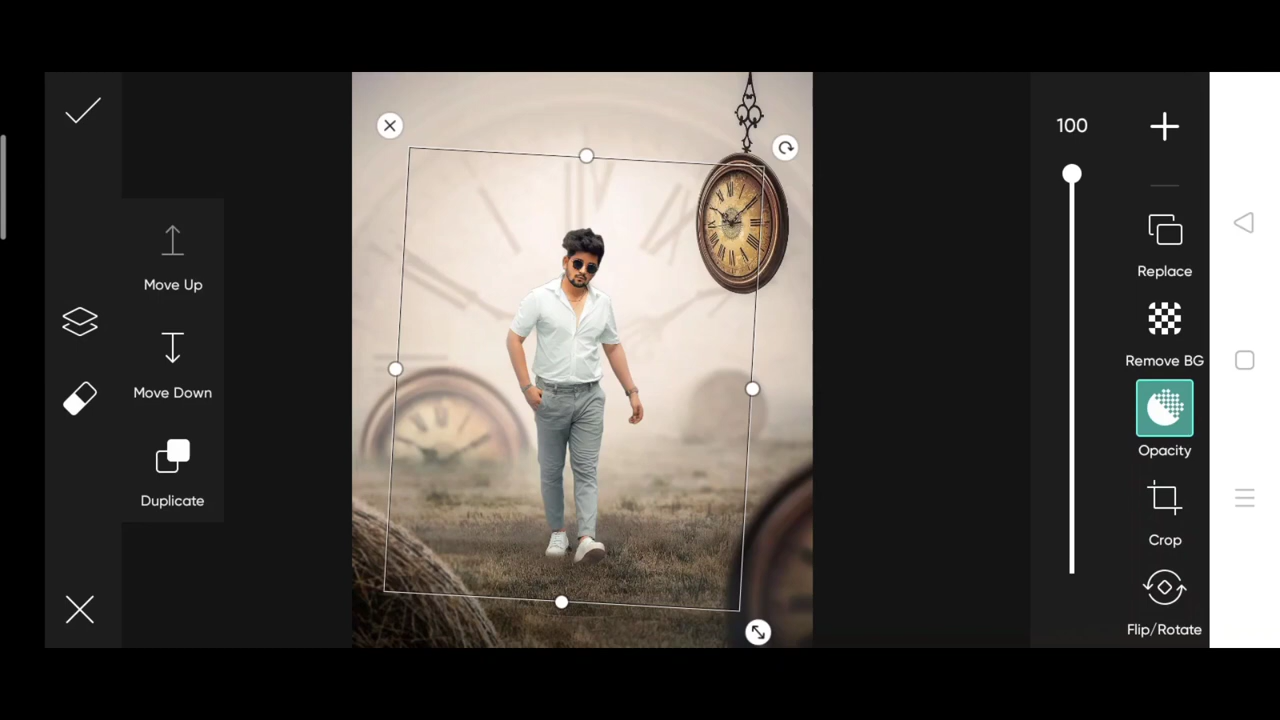 Move Up
Move Down
Duplicate
100
Replace
Remove BG
Opacity
Crop
Flip/Rotate